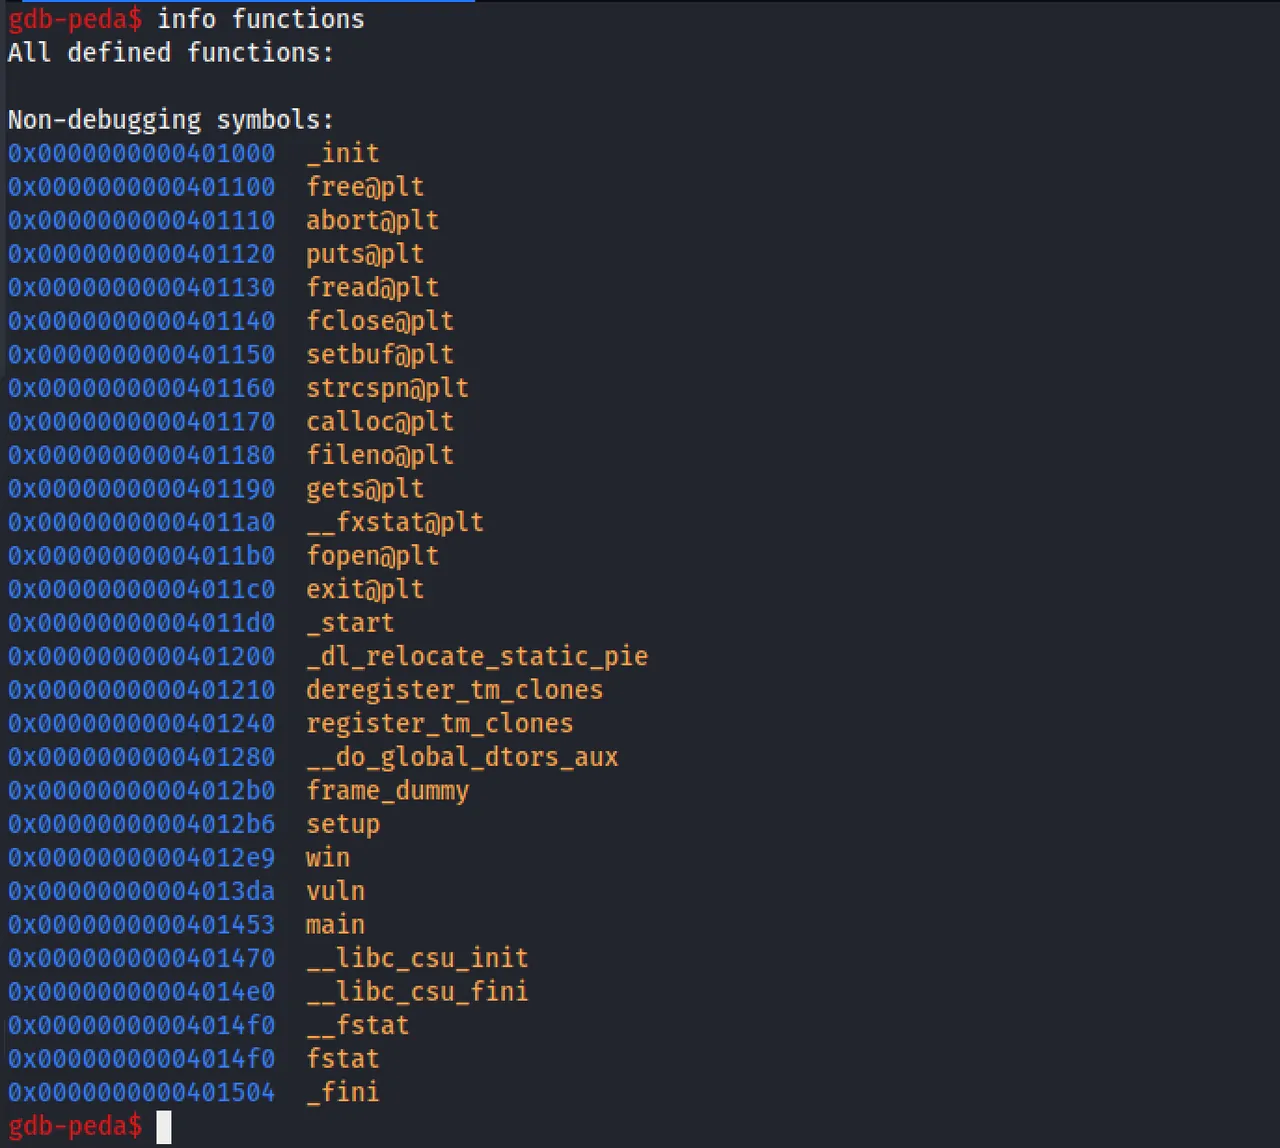 gdb-peda$ info functions
All defined functions:
Non-debugging symbols:
0x0000000000401000  _init
0x0000000000401100  free@plt
0x0000000000401110  abort@plt
0x0000000000401120  puts@plt
0x0000000000401130  fread@plt
0x0000000000401140  fclose@plt
0x0000000000401150  setbuf@plt
0x0000000000401160  strcspn@plt
0x0000000000401170  calloc@plt
0x0000000000401180  fileno@plt
0x0000000000401190  gets@plt
0x00000000004011a0  __fxstat@plt
0x00000000004011b0  fopen@plt
0x00000000004011c0  exit@plt
0x00000000004011d0  _start
0x0000000000401200  _dl_relocate_static_pie
0x0000000000401210  deregister_tm_clones
0x0000000000401240  register_tm_clones
0x0000000000401280  __do_global_dtors_aux
0x00000000004012b0  frame_dummy
0x00000000004012b6  setup
0x00000000004012e9  win
0x00000000004013da  vuln
0x0000000000401453  main
0x0000000000401470  __libc_csu_init
0x00000000004014e0  __libc_csu_fini
0x00000000004014f0  __fstat
0x00000000004014f0  fstat
0x0000000000401504  _fini
gdb-peda$